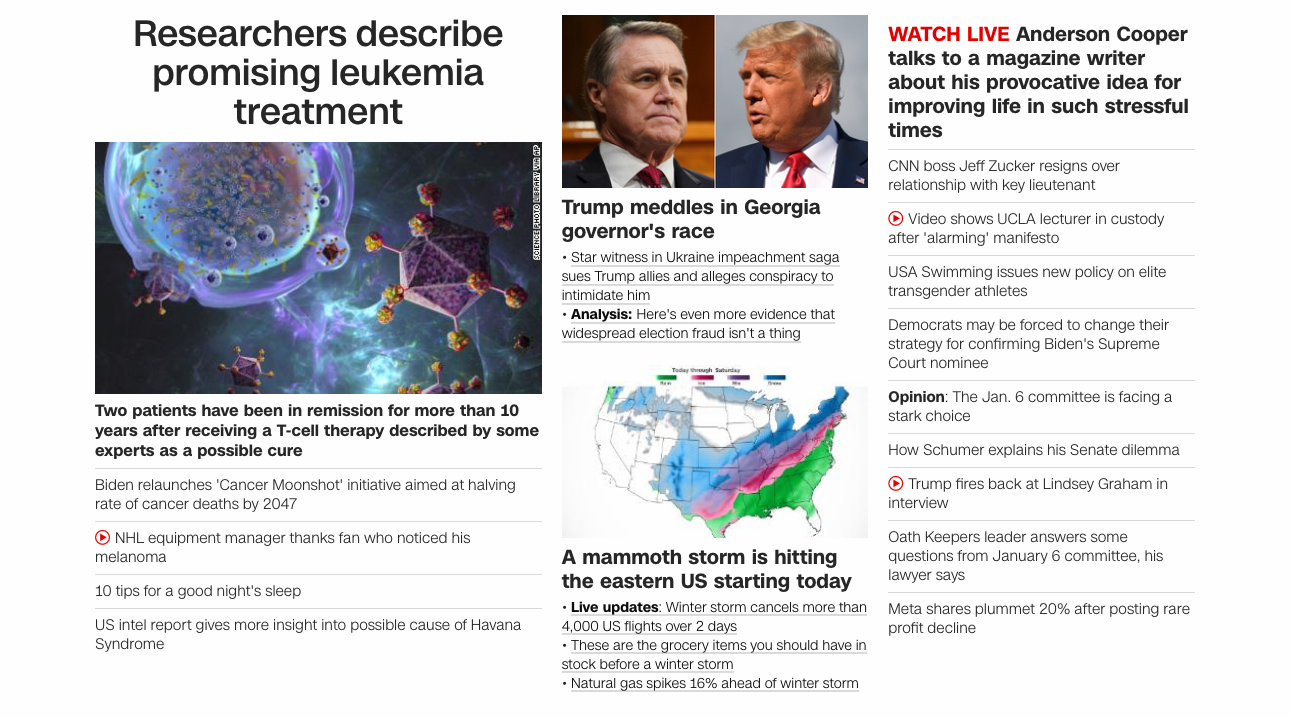 Researchers describe
promising leukemia
treatment
SCIENCE PHOTO LIBRARY VIA AP
Two patients have been in remission for more than 10
years after receiving a T-cell therapy described by some
experts as a possible cure
Biden relaunches 'Cancer Moonshot' initiative aimed at halving
rate of cancer deaths by 2047
NHL equipment manager thanks fan who noticed his
melanoma
10 tips for a good night's sleep
US intel report gives more insight into possible cause of Havana
Syndrome
Trump meddles in Georgia
governor's race
• Star witness in Ukraine impeachment saga
sues Trump allies and alleges conspiracy to
intimidate him
• Analysis: Here's even more evidence that
widespread election fraud isn't a thing
Today through Saturday
Rain Ice Mix Snow
A mammoth storm is hitting
the eastern US starting today
• Live updates: Winter storm cancels more than
4,000 US flights over 2 days
• These are the grocery items you should have in
stock before a winter storm
• Natural gas spikes 16% ahead of winter storm
WATCH LIVE Anderson Cooper
talks to a magazine writer
about his provocative idea for
improving life in such stressful
times
CNN boss Jeff Zucker resigns over
relationship with key lieutenant
Video shows UCLA lecturer in custody
after 'alarming' manifesto
USA Swimming issues new policy on elite
transgender athletes
Democrats may be forced to change their
strategy for confirming Biden's Supreme
Court nominee
Opinion: The Jan. 6 committee is facing a
stark choice
How Schumer explains his Senate dilemma
Trump fires back at Lindsey Graham in
interview
Oath Keepers leader answers some
questions from January 6 committee, his
lawyer says
Meta shares plummet 20% after posting rare
profit decline